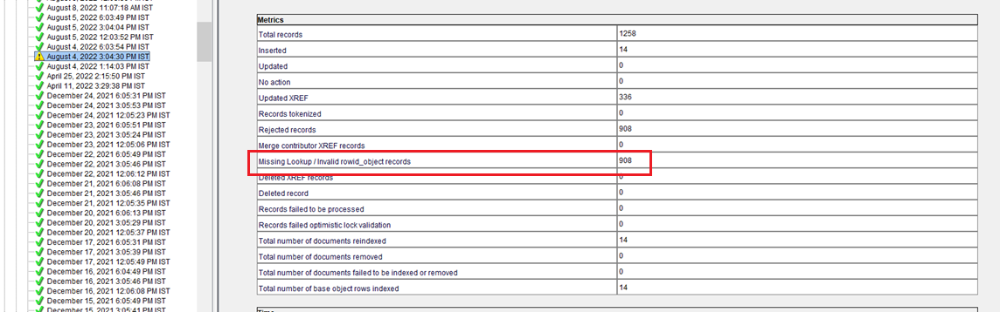 August 8, 2022 11:07:18 AM IST
August 5, 2022 6:03:49 PM IST
August 5, 2022 3:04:04 PM IST
August 5, 2022 12:03:52 PM IST
August 4, 2022 6:03:54 PM IST
August 4, 2022 3:04:30 PM IST
August 4, 2022 1:14:03 PM IST
April 25, 2022 2:15:50 PM IST
April 11, 2022 3:29:38 PM IST
December 24, 2021 6:05:31 PM IST
December 24, 2021 3:05:53 PM IST
December 24, 2021 12:05:23 PM IST
December 23, 2021 6:05:51 PM IST
December 23, 2021 3:05:24 PM IST
December 23, 2021 12:05:06 PM IST
December 22, 2021 6:05:49 PM IST
December 22, 2021 3:05:46 PM IST
December 22, 2021 12:06:12 PM IST
December 21, 2021 6:06:08 PM IST
December 21, 2021 3:05:46 PM IST
December 21, 2021 12:05:35 PM IST
December 20, 2021 6:06:13 PM IST
December 20, 2021 3:05:29 PM IST
December 20, 2021 12:05:37 PM IST
December 17, 2021 6:05:31 PM IST
December 17, 2021 3:05:39 PM IST
December 17, 2021 12:05:49 PM IST
December 16, 2021 6:04:49 PM IST
December 16, 2021 3:05:46 PM IST
December 16, 2021 12:06:08 PM IST
December 15, 2021 6:05:49 PM IST
December 15, 2021 3:05:41 PM IST
Metrics
Total records 1258
Inserted 14
Updated 0
No action 0
Updated XREF 336
Records tokenized 0
Rejected records 908
Merge contributor XREF records 0
Missing Lookup / Invalid rowid_object records 908
Deleted XREF records 0
Deleted record 0
Records failed to be processed 0
Records failed optimistic lock validation 0
Total number of documents reindexed 14
Total number of documents removed 0
Total number of documents failed to be indexed or removed 0
Total number of base object rows indexed 14
Time